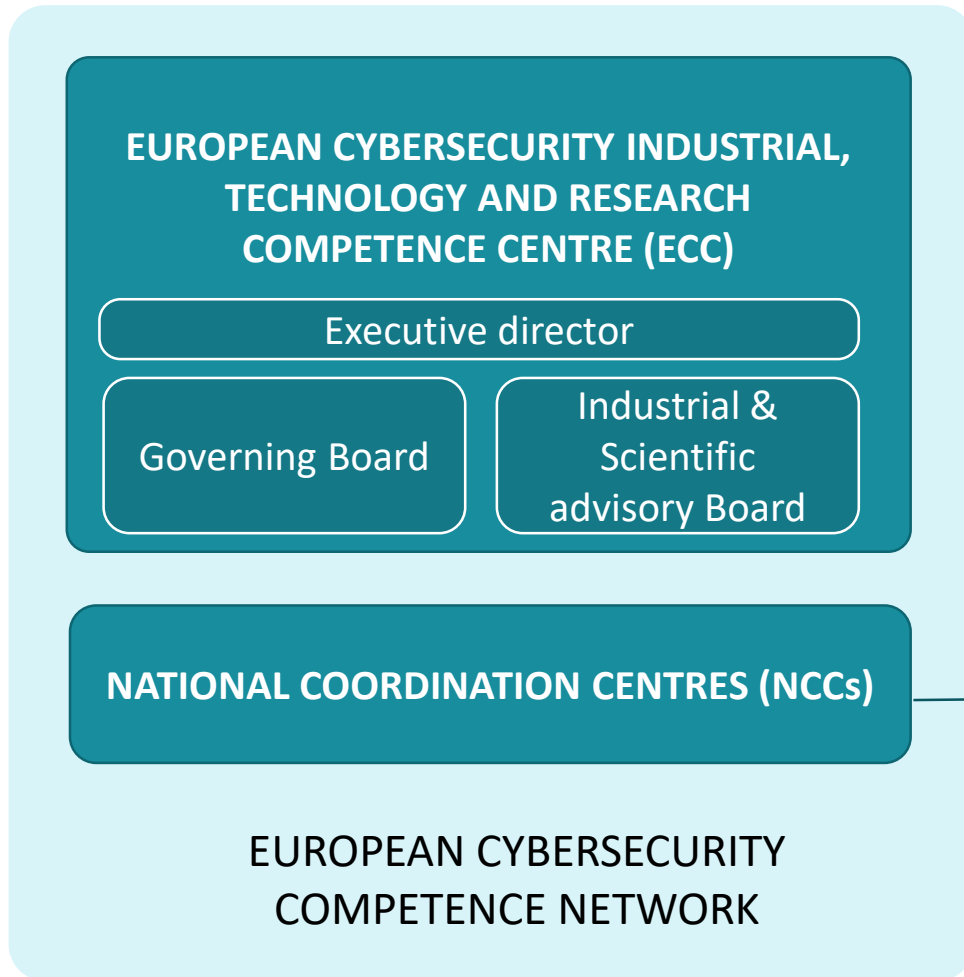 EUROPEAN CYBERSECURITY INDUSTRIAL,
TECHNOLOGY AND RESEARCH
COMPETENCE CENTRE (ECC)
Executive director
Governing Board
Industrial &
Scientific
advisory Board
NATIONAL COORDINATION CENTRES (NCCs)
EUROPEAN CYBERSECURITY
COMPETENCE NETWORK